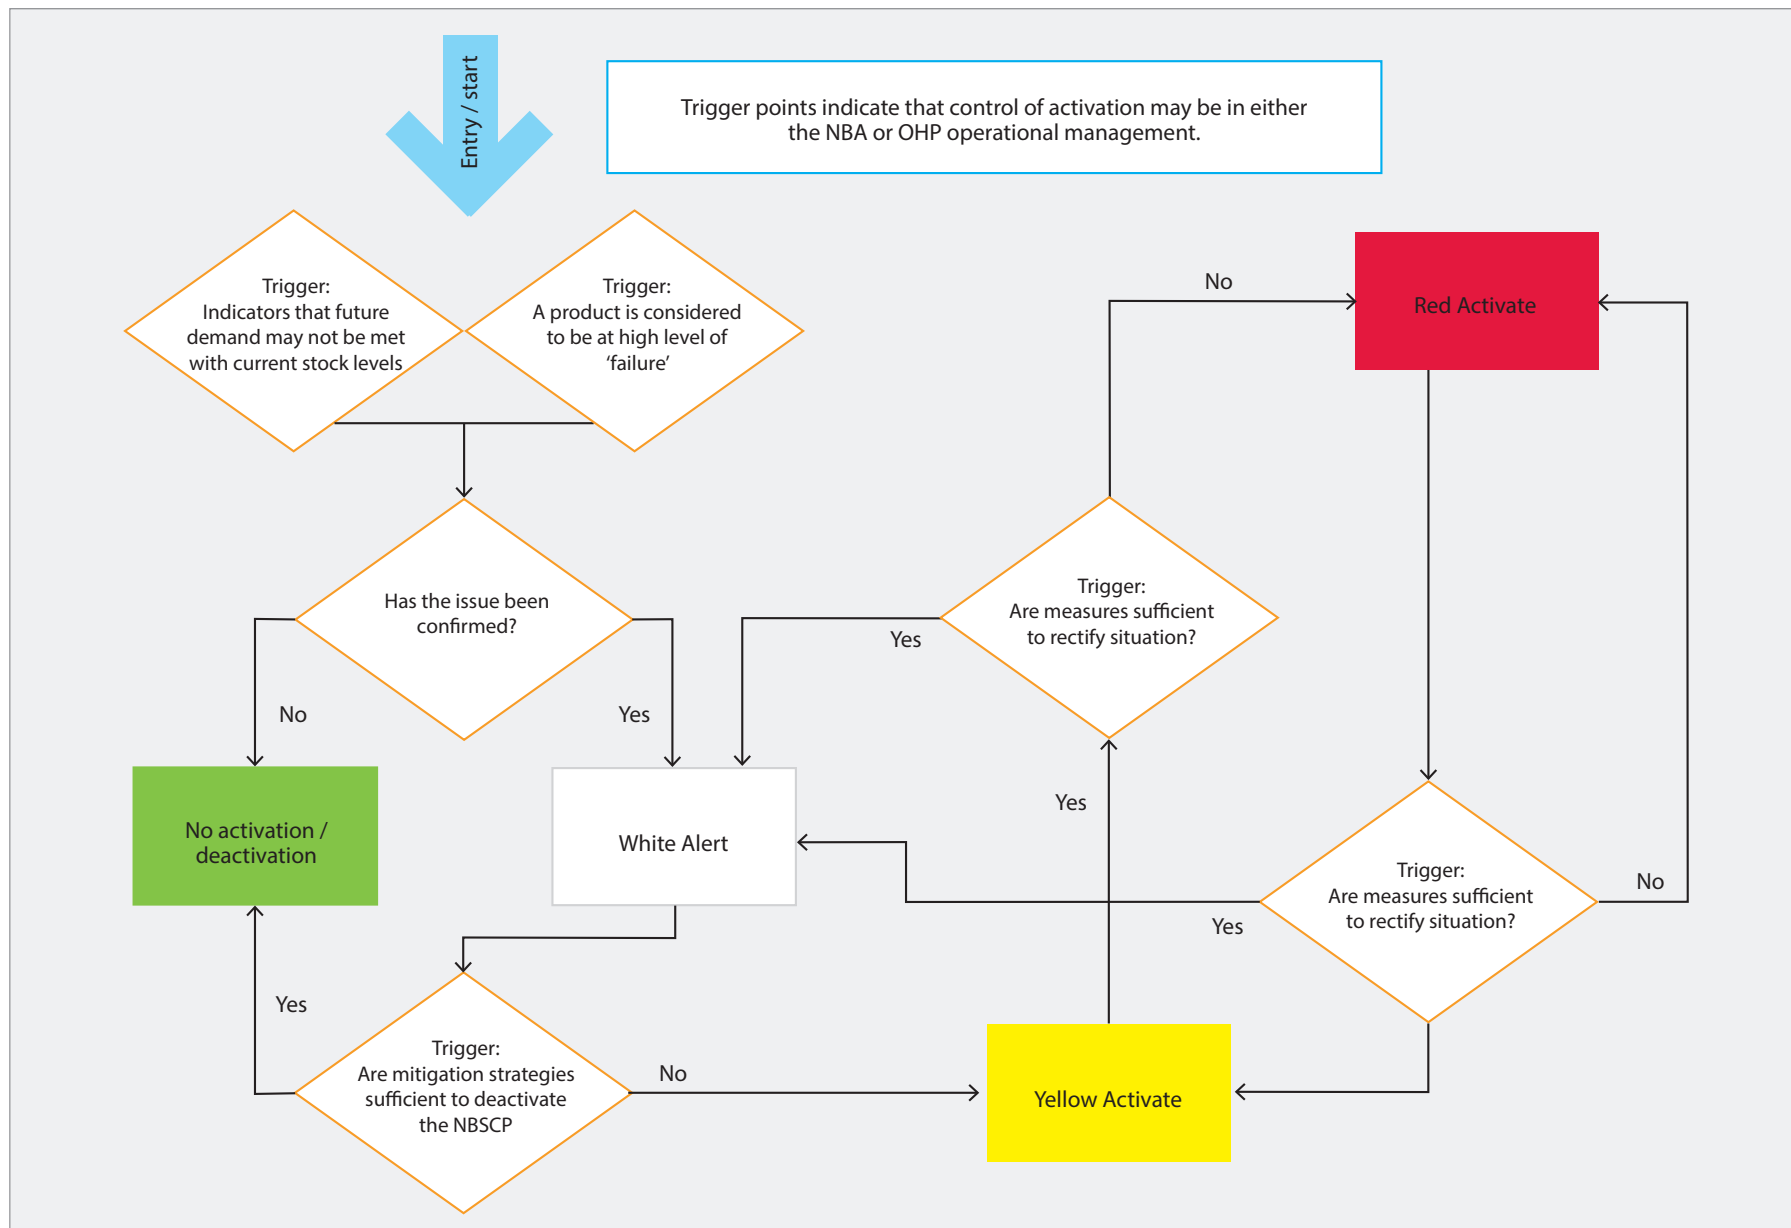 Entry / start
Trigger points indicate that control of activation may be in either
the NBA or OHP operational management.
Trigger:
Indicators that future
demand may not be met
with current stock levels
Trigger:
A product is considered
to be at high level of
‘failure’
No
Red Activate
Has the issue been
confirmed?
Trigger:
Are measures sufficient
to rectify situation?
Yes
No
Yes
No activation /
deactivation
White Alert
Yes
Trigger:
Are measures sufficient
to rectify situation?
No
Yes
Yes
Trigger:
Are mitigation strategies
sufficient to deactivate
the NBSCP
No
Yellow Activate